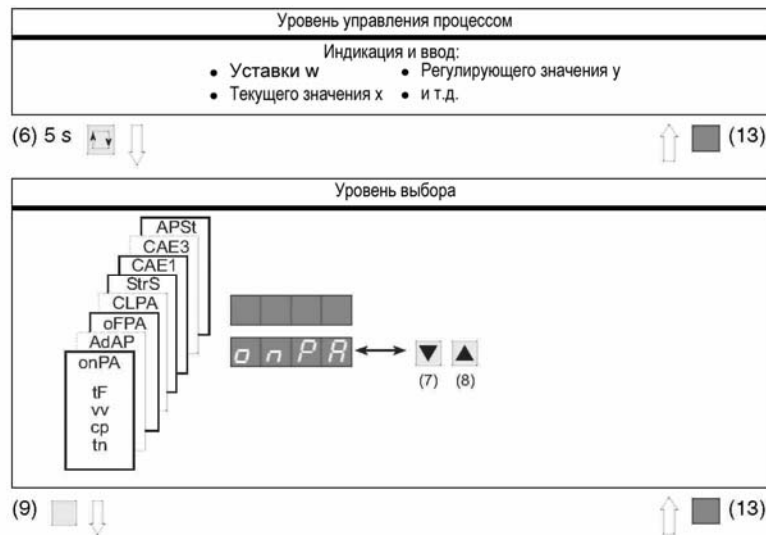 Уровень управления процессом
Индикация и ввод:
• Уставки w • Регулирующего значения y
• Текущего значения x • и т.д.
(6) 5 s (13)
Уровень выбора
APSt
CAE3
CAE1
StrS
CLPA
oFPA
AdAP
onPA
tF
vv
cp
tn
onPA
(7) (8)
(9) (13)